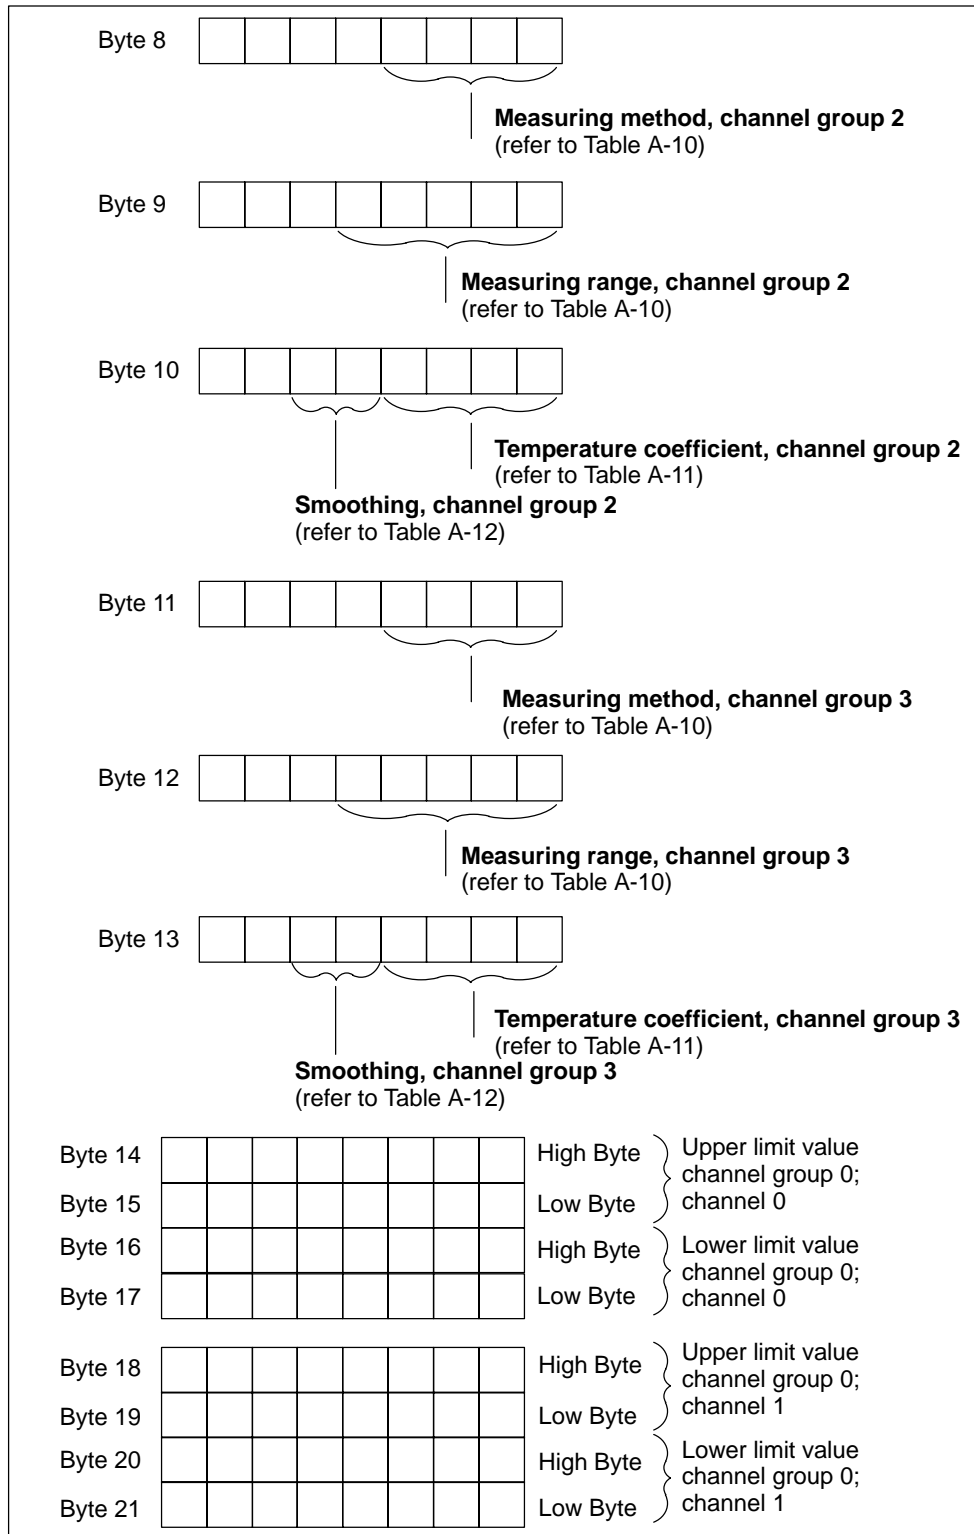 Byte 8
Measuring method, channel group 2
(refer to Table A-10)
Byte 9
Measuring range, channel group 2
(refer to Table A-10)
Byte 10
Temperature coefficient, channel group 2
(refer to Table A-11)
Smoothing, channel group 2
(refer to Table A-12)
Byte 11
Measuring method, channel group 3
(refer to Table A-10)
Byte 12
Measuring range, channel group 3
(refer to Table A-10)
Byte 13
Temperature coefficient, channel group 3
(refer to Table A-11)
Smoothing, channel group 3
(refer to Table A-12)
Byte 14
High Byte
Upper limit value
channel group 0;
channel 0
Byte 15
Low Byte
Byte 16
High Byte
Lower limit value
channel group 0;
channel 0
Byte 17
Low Byte
Byte 18
High Byte
Upper limit value
channel group 0;
channel 1
Byte 19
Low Byte
Byte 20
High Byte
Lower limit value
channel group 0;
channel 1
Byte 21
Low Byte